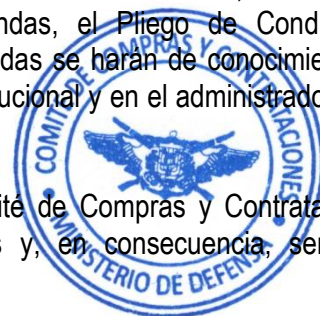 ndas, el Pliego de Cond
das se harán de conocimie
ucional y en el administrado
COMITÉ DE COMPRAS Y CONTRATACIONES
MINISTERIO DE DEFENSA
ité de Compras y Contrata
s y, en consecuencia, ser